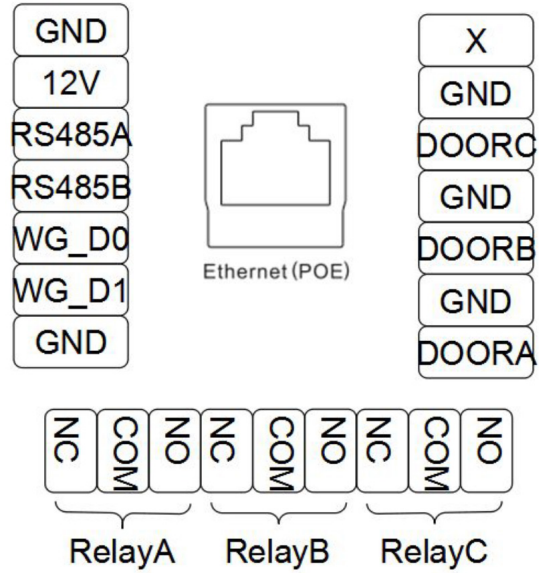 GND
12V
RS485A
RS485B
WG_D0
WG_D1
GND
Ethernet(POE)
X
GND
DOORC
GND
DOORB
GND
DOORA
NC COM NO NC COM NO NC COM NO
RelayA RelayB RelayC